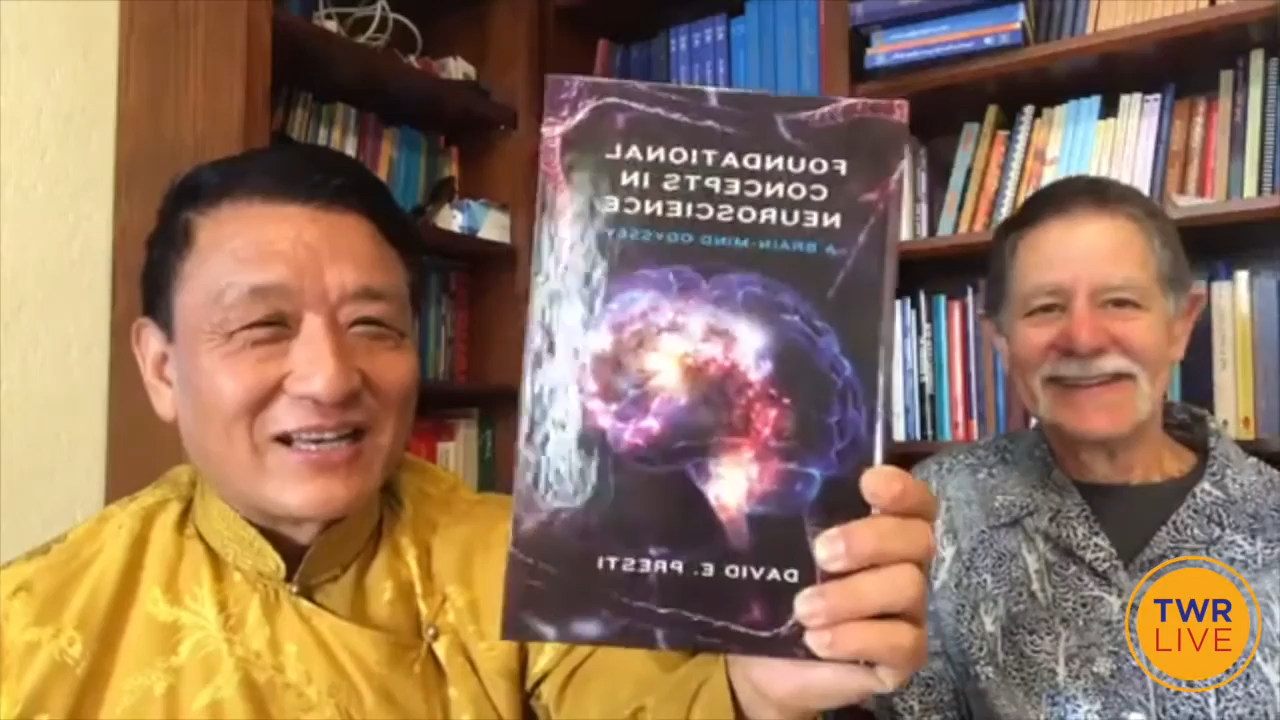 FOUNDATIONAL
CONCEPTS IN
NEUROSCIENCE
A BRAIN-MIND ODYSSEY
DAVID E. PRESTI
TWR
LIVE